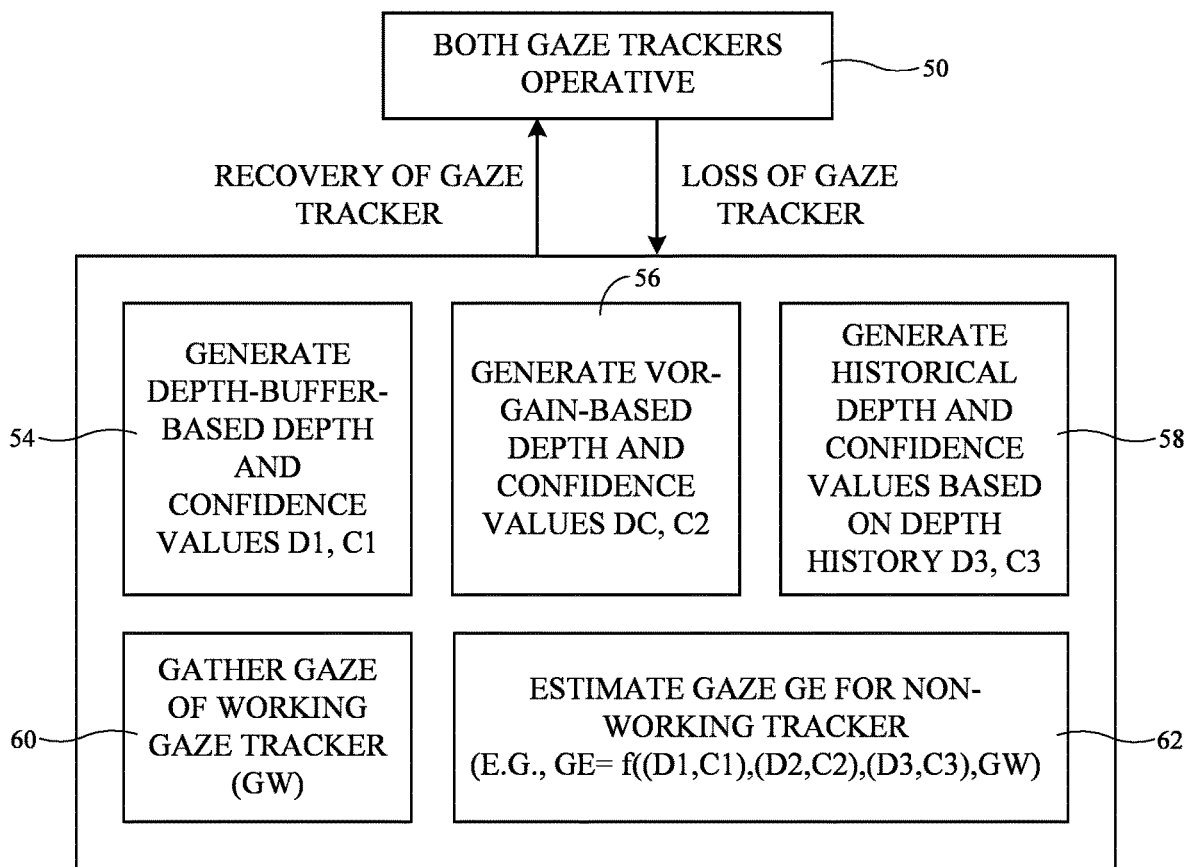 BOTH GAZE TRACKERS
OPERATIVE
50
RECOVERY OF GAZE
TRACKER
LOSS OF GAZE
TRACKER
56
GENERATE
DEPTH-BUFFER-
BASED DEPTH
AND
CONFIDENCE
VALUES D1, C1
54
GENERATE VOR-
GAIN-BASED
DEPTH AND
CONFIDENCE
VALUES DC, C2
GENERATE
HISTORICAL
DEPTH AND
CONFIDENCE
VALUES BASED
ON DEPTH
HISTORY D3, C3
58
GATHER GAZE
OF WORKING
GAZE TRACKER
(GW)
60
ESTIMATE GAZE GE FOR NON-
WORKING TRACKER
(E.G., GE= f((D1,C1),(D2,C2),(D3,C3),GW)
62